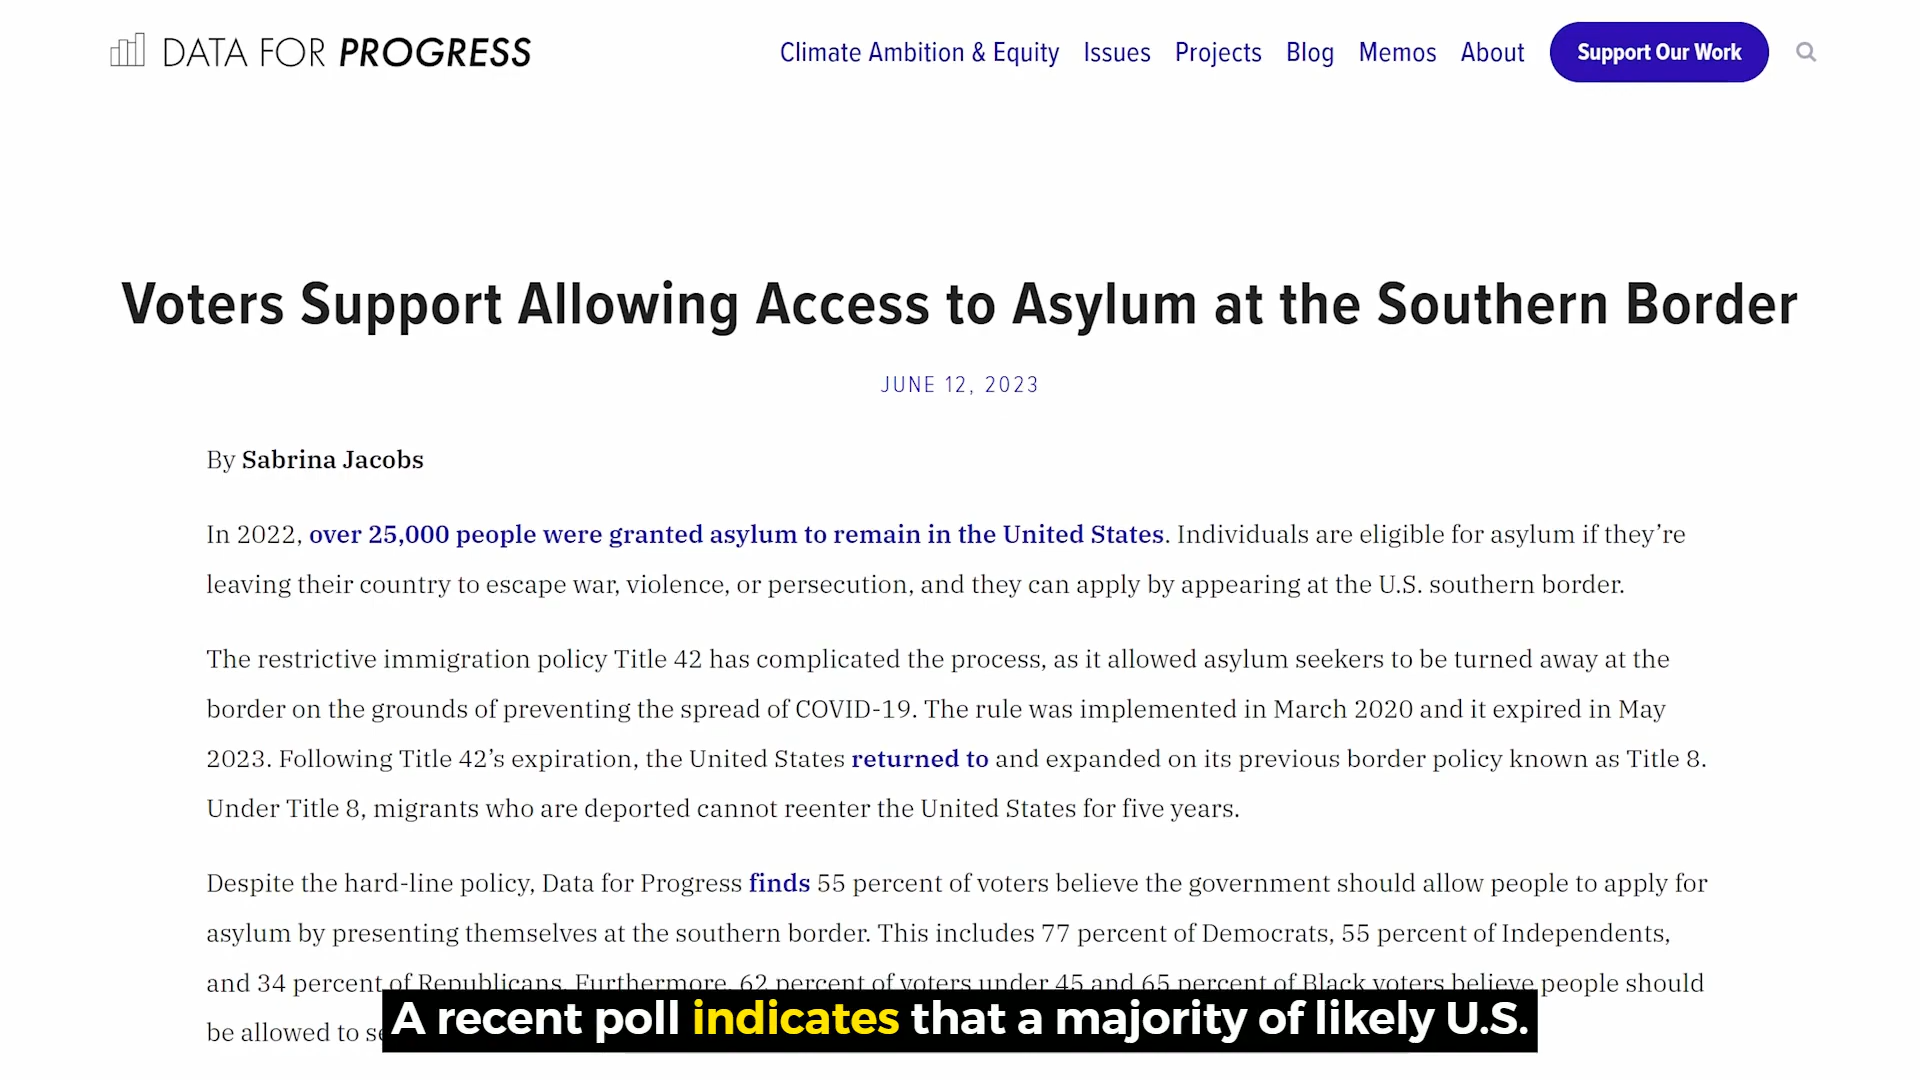 DATA FOR PROGRESS
Climate Ambition & Equity Issues Projects Blog Memos About Support Our Work
Voters Support Allowing Access to Asylum at the Southern Border
JUNE 12, 2023
By Sabrina Jacobs
In 2022, over 25,000 people were granted asylum to remain in the United States. Individuals are eligible for asylum if they’re
leaving their country to escape war, violence, or persecution, and they can apply by appearing at the U.S. southern border.
The restrictive immigration policy Title 42 has complicated the process, as it allowed asylum seekers to be turned away at the
border on the grounds of preventing the spread of COVID-19. The rule was implemented in March 2020 and it expired in May
2023. Following Title 42’s expiration, the United States returned to and expanded on its previous border policy known as Title 8.
Under Title 8, migrants who are deported cannot reenter the United States for five years.
Despite the hard-line policy, Data for Progress finds 55 percent of voters believe the government should allow people to apply for
asylum by presenting themselves at the southern border. This includes 77 percent of Democrats, 55 percent of Independents,
and 34 percent of Republicans. Furthermore, 62 percent of voters under 45 and 65 percent of Black voters believe people should
be allowed to
A recent poll indicates that a majority of likely U.S.